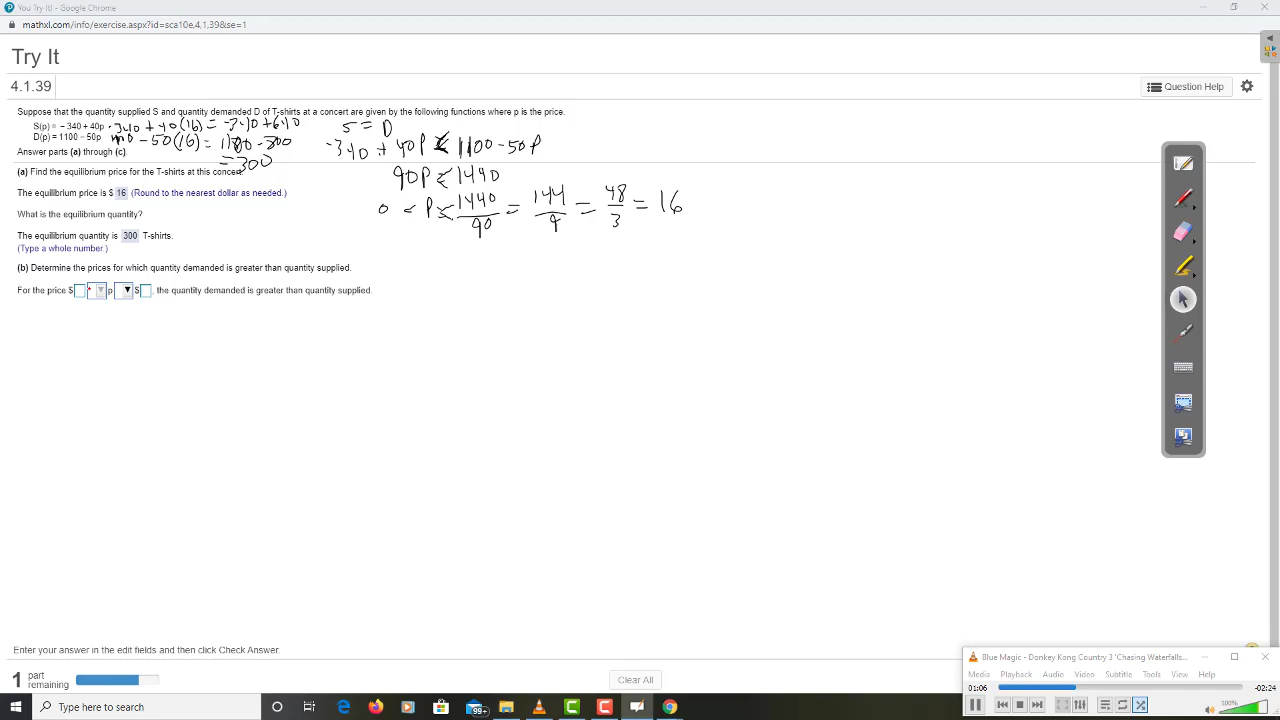 You Try It! - Google Chrome
mathxl.com/info/exercise.aspx?id=sca10e,4,1,39&se=1
Try It
4.1.39
Question Help
Suppose that the quantity supplied S and quantity demanded D of T-shirts at a concert are given by the following functions where p is the price.
S(p) = − 340 + 40p -340 + 40(16) = -340 + 640
D(p) = 1100 − 50p - 50(16) = 1100 - 800
= 300
Answer parts (a) through (c).
S = D
-340 + 40P < 1100 - 50P
90P < 1440
0 < P < 1440/90 = 144/9 = 48/3 = 16
(a) Find the equilibrium price for the T-shirts at this concert.
The equilibrium price is $ 16 (Round to the nearest dollar as needed.)
What is the equilibrium quantity?
The equilibrium quantity is 300 T-shirts.
(Type a whole number.)
(b) Determine the prices for which quantity demanded is greater than quantity supplied.
For the price $ p $ , the quantity demanded is greater than quantity supplied.
Enter your answer in the edit fields and then click Check Answer.
1 part remaining
Clear All
Blue Magic - Donkey Kong Country 3 'Chasing Waterfalls...
Media Playback Audio Video Subtitle Tools View Help
01:06 -02:24
100%
Type here to search
99+